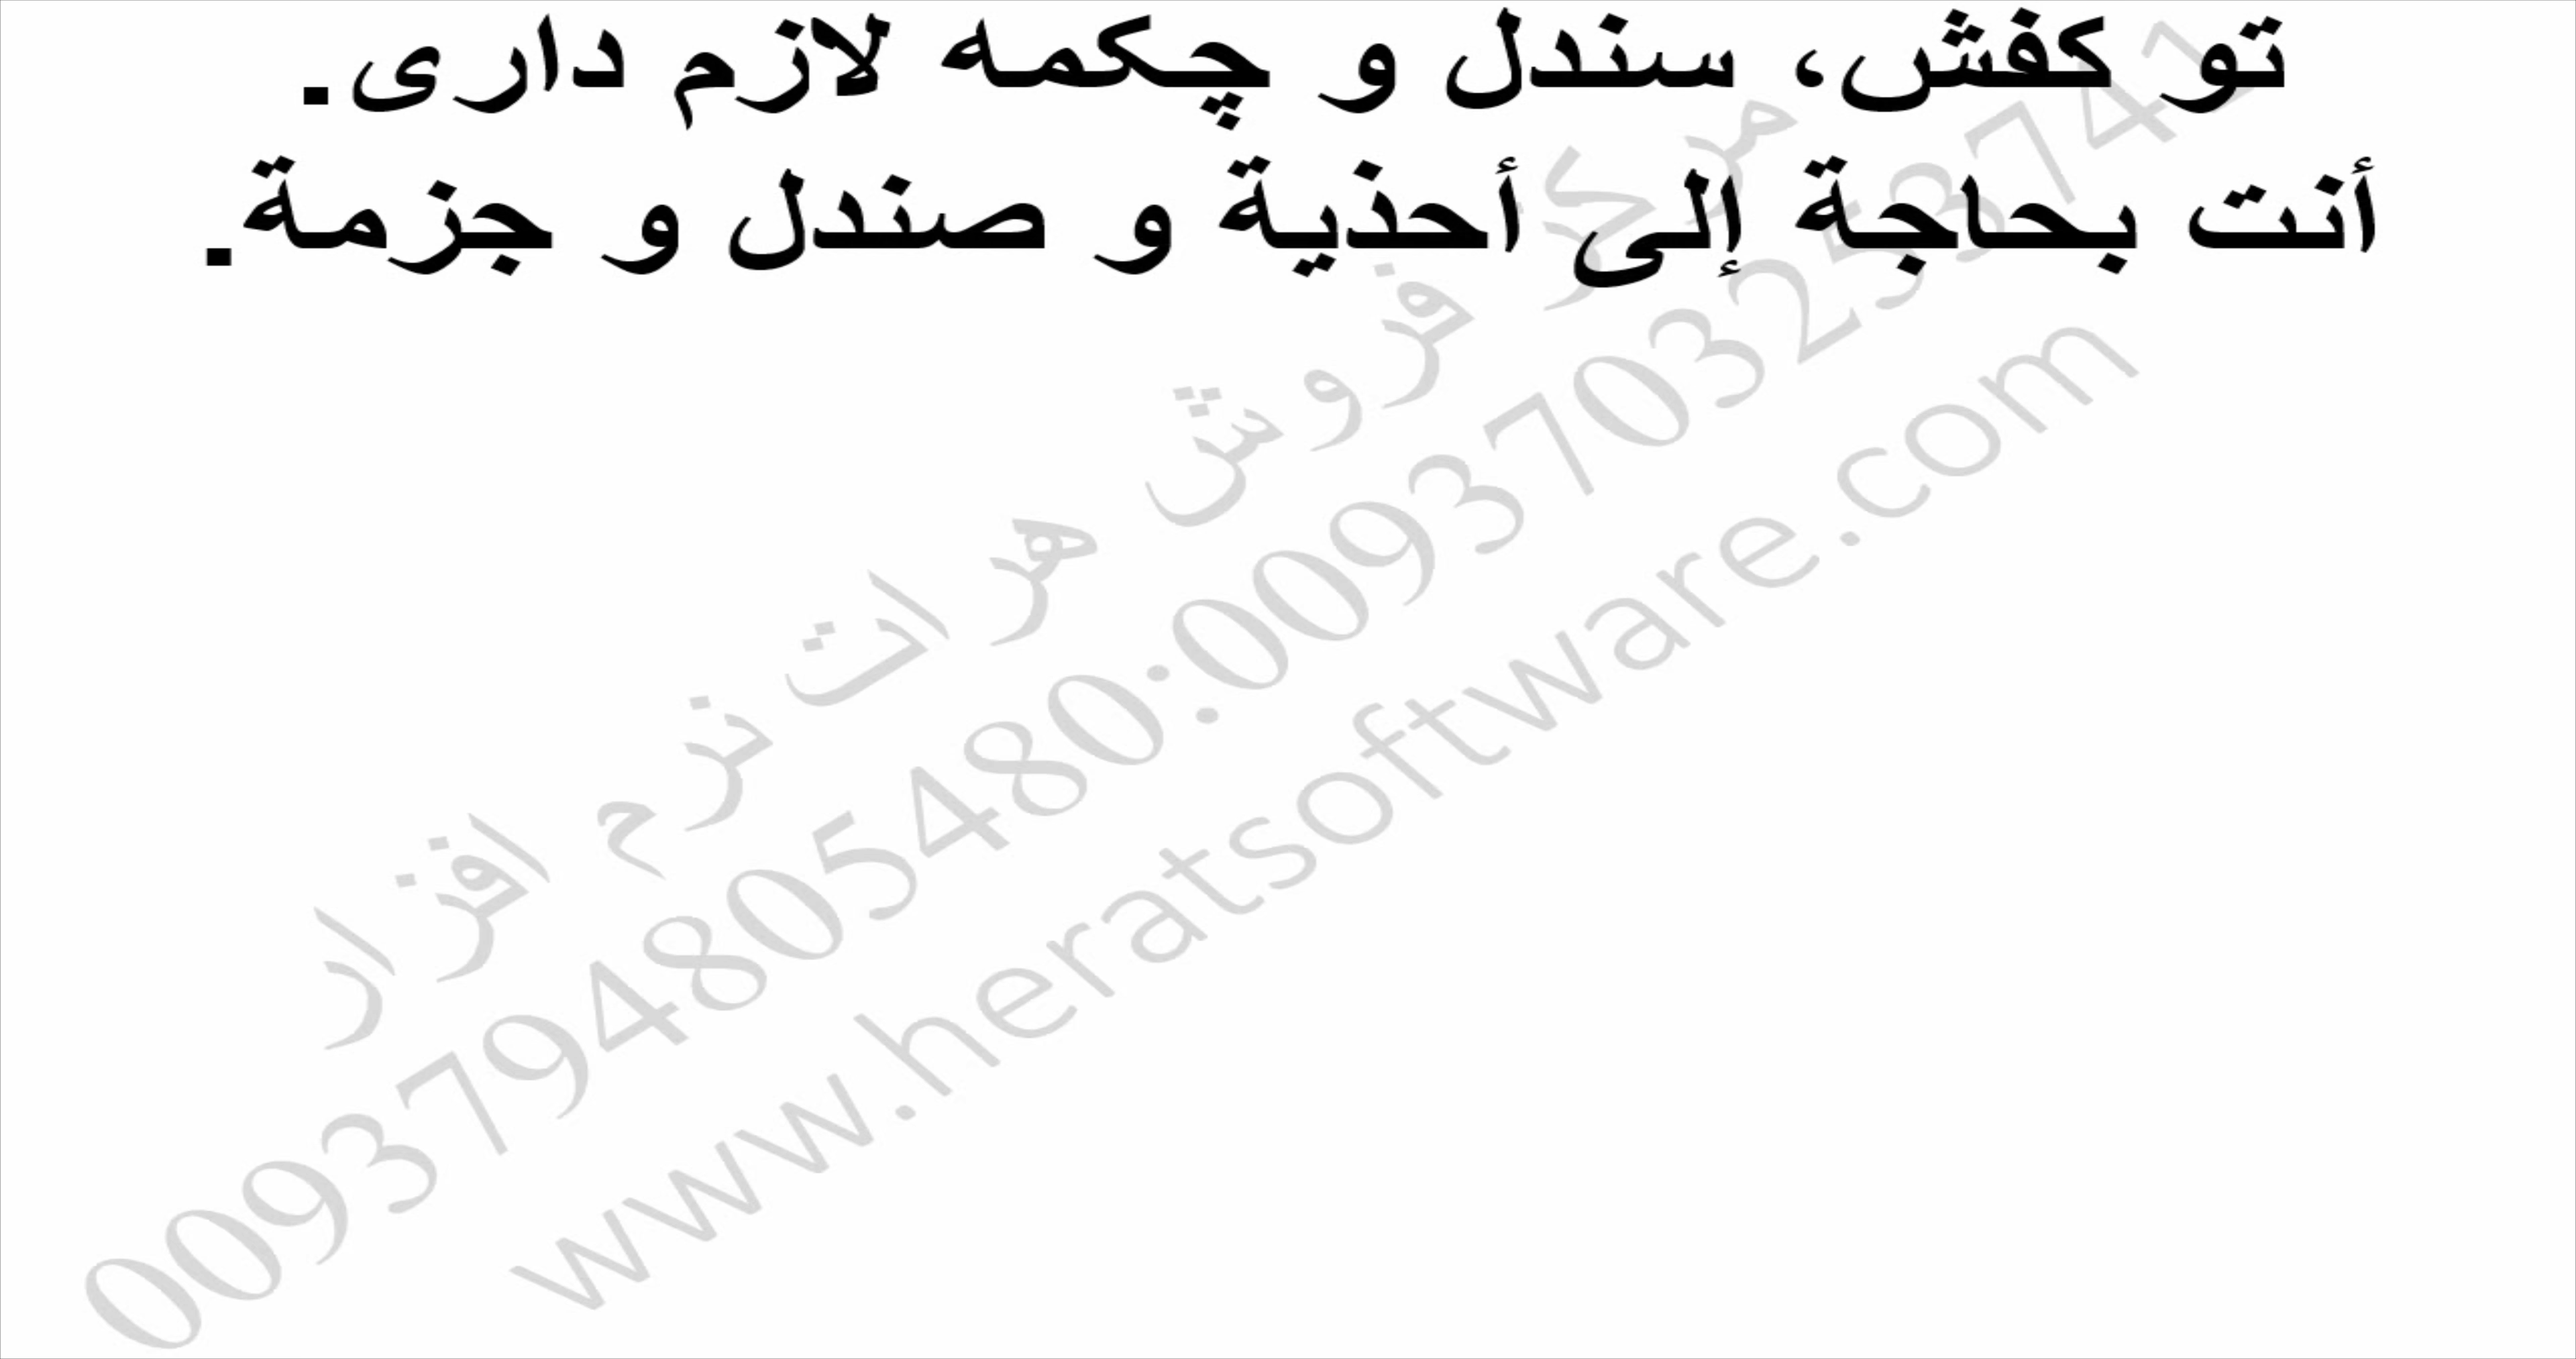 تو کفش، سندل و چکمه لازم داری.
أنت بحاجة إلى أحذية و صندل و جزمة.
مرکز فروش هرات نرم افزار
0093794805480:0093703253741
www.heratsoftware.com